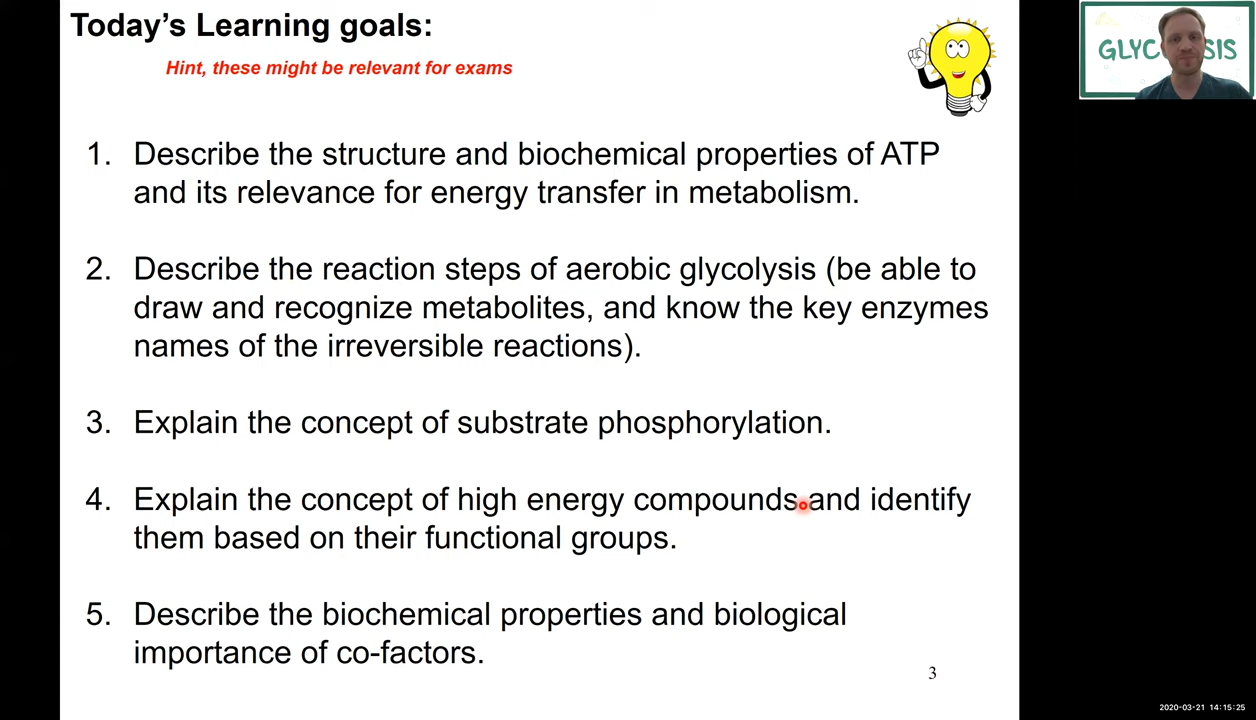 Today's Learning goals:
Hint, these might be relevant for exams
GLYC SIS
1. Describe the structure and biochemical properties of ATP
and its relevance for energy transfer in metabolism.
2. Describe the reaction steps of aerobic glycolysis (be able to
draw and recognize metabolites, and know the key enzymes
names of the irreversible reactions).
3. Explain the concept of substrate phosphorylation.
4. Explain the concept of high energy compounds and identify
them based on their functional groups.
5. Describe the biochemical properties and biological
importance of co-factors.
3
2020-03-21 14:15:25